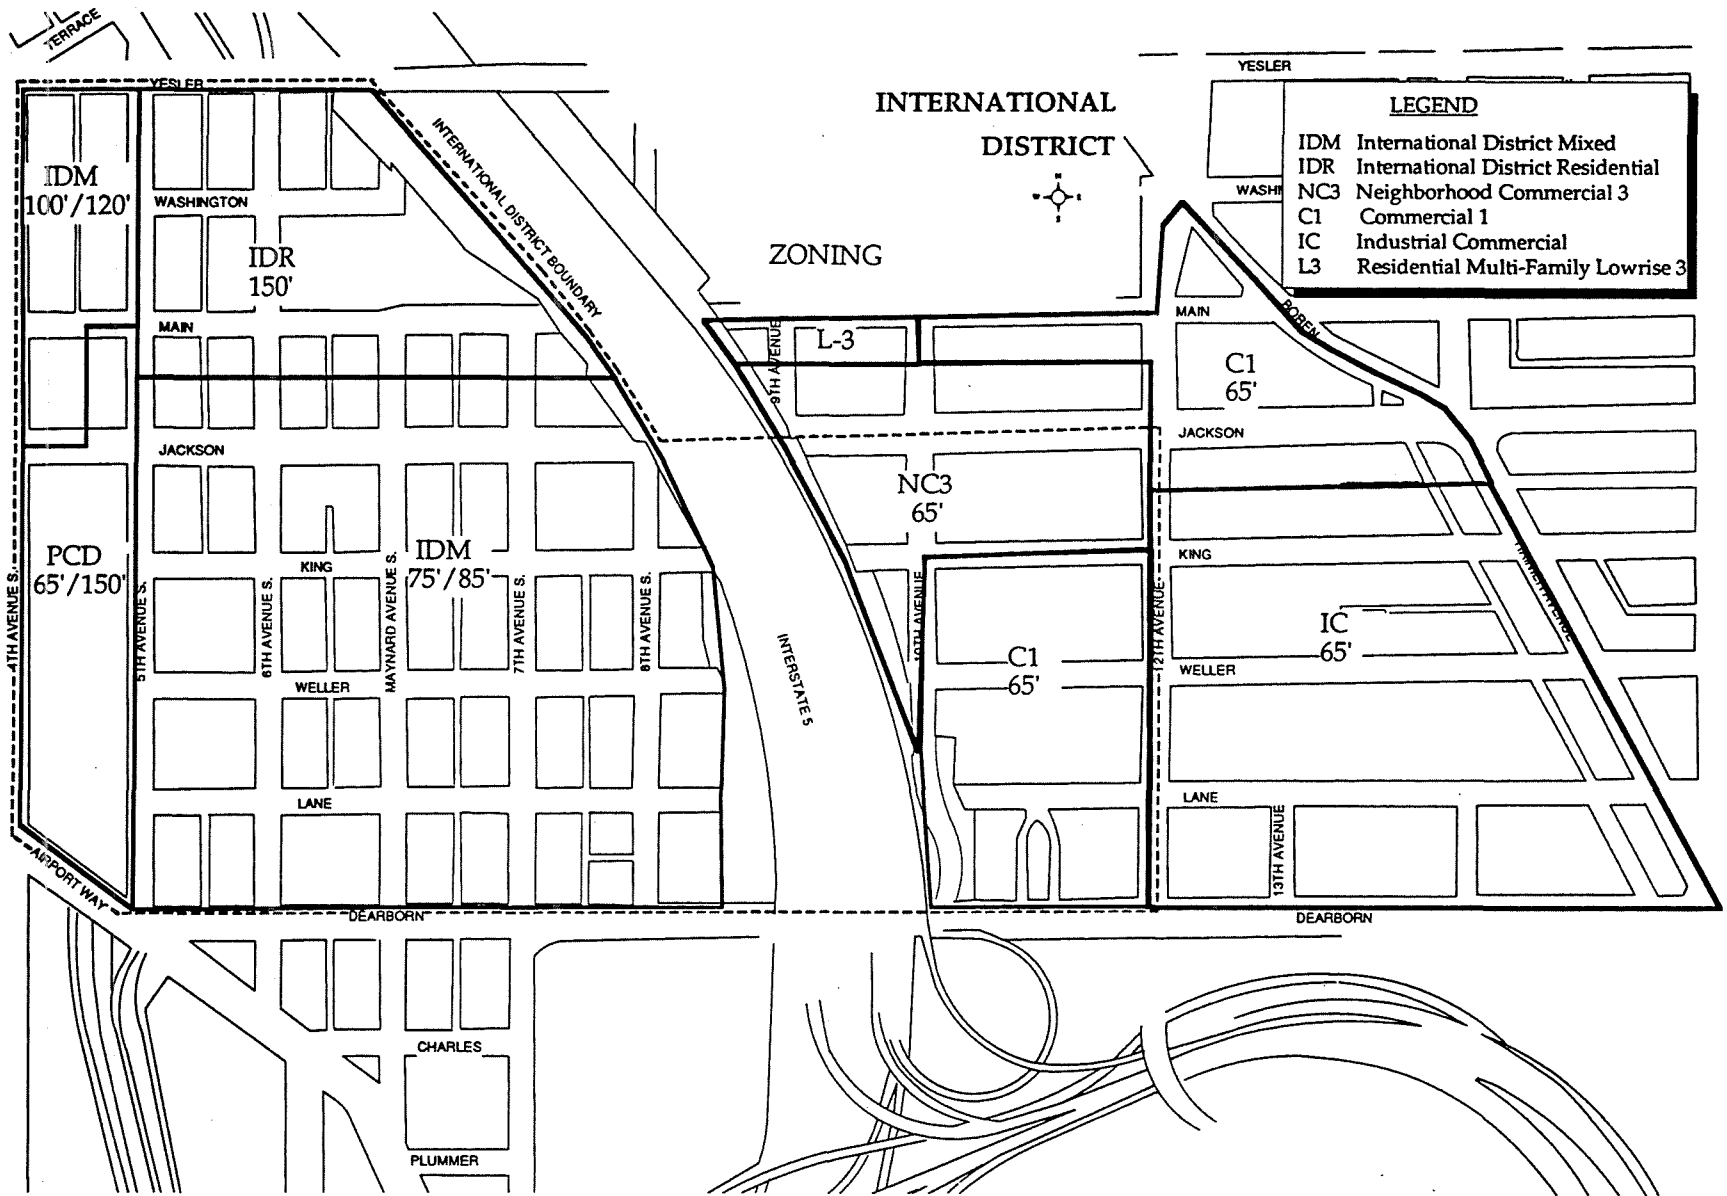 TERRACE
YESLER
YESLER
INTERNATIONAL
DISTRICT
LEGEND
IDM International District Mixed
IDR International District Residential
NC3 Neighborhood Commercial 3
C1 Commercial 1
IC Industrial Commercial
L3 Residential Multi-Family Lowrise 3
IDM
100'/120'
WASHINGTON
WASHI
N
W
E
S
INTERNATIONAL DISTRICT BOUNDARY
IDR
150'
ZONING
MAIN
MAIN
BOREN
L-3
9TH AVENUE
C1
65'
JACKSON
JACKSON
NC3
65'
PCD
65'/150'
IDM
75'/85'
KING
KING
4TH AVENUE S.
5TH AVENUE S.
6TH AVENUE S.
MAYNARD AVENUE S.
7TH AVENUE S.
8TH AVENUE S.
INTERSTATE 5
10TH AVENUE
12TH AVENUE
C1
65'
IC
65'
WELLER
WELLER
LANE
LANE
13TH AVENUE
AIRPORT WAY
DEARBORN
DEARBORN
CHARLES
PLUMMER